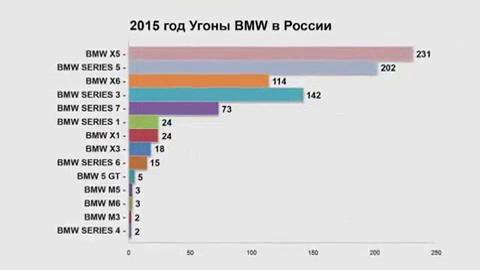 2015 год Угоны BMW в России
BMW X5 - 231
BMW SERIES 5 - 202
BMW X6 - 114
BMW SERIES 3 - 142
BMW SERIES 7 - 73
BMW SERIES 1 - 24
BMW X1 - 24
BMW X3 - 18
BMW SERIES 6 - 15
BMW 5 GT - 5
BMW M5 - 3
BMW M6 - 3
BMW M3 - 2
BMW SERIES 4 - 2
0 50 100 150 200 250